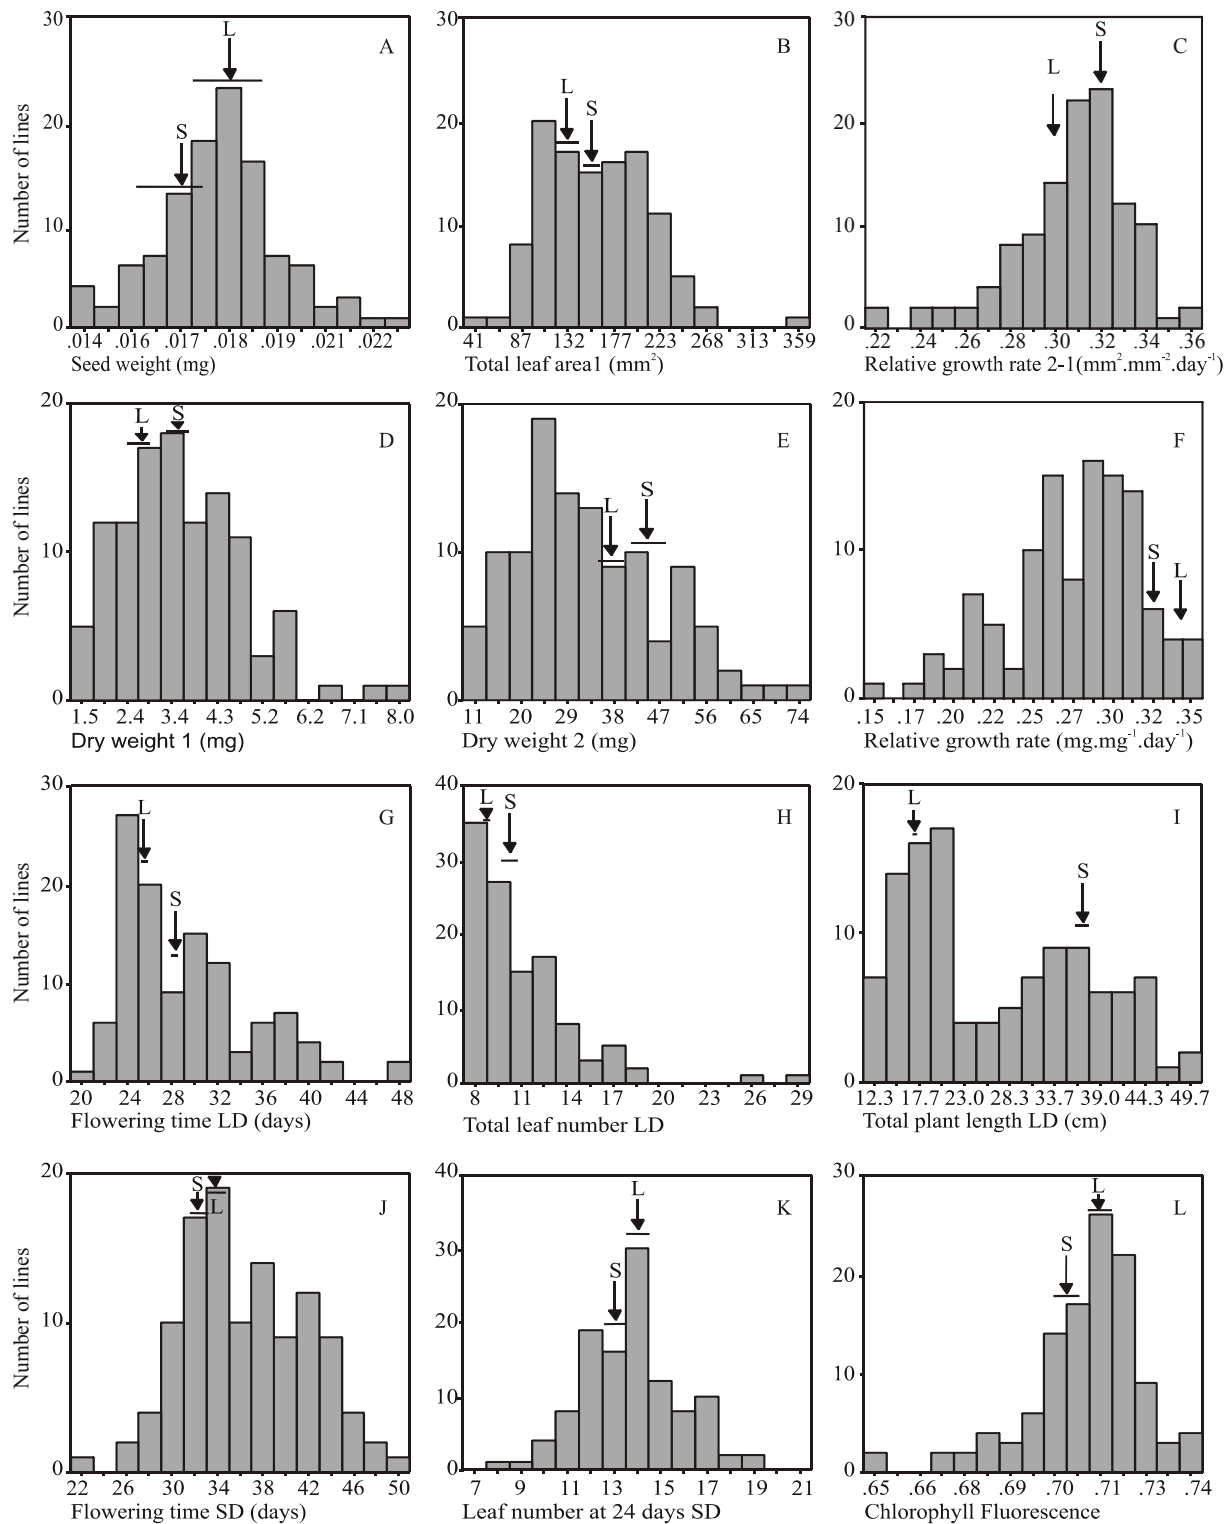 Number of lines
30
20
10
0
L
S
A
.014 .016 .017 .018 .019 .021 .022
Seed weight (mg)
30
20
10
0
L
S
B
41 87 132 177 223 268 313 359
Total leaf area1 (mm²)
30
20
10
0
L
S
C
.22 .24 .26 .28 .30 .32 .34 .36
Relative growth rate 2-1(mm².mm⁻².day⁻¹)
Number of lines
20
10
0
L
S
D
1.5 2.4 3.4 4.3 5.2 6.2 7.1 8.0
Dry weight 1 (mg)
20
10
0
L
S
E
11 20 29 38 47 56 65 74
Dry weight 2 (mg)
20
10
0
S
L
F
.15 .17 .20 .22 .25 .27 .30 .32 .35
Relative growth rate (mg.mg⁻¹.day⁻¹)
Number of lines
30
20
10
0
L
S
G
20 24 28 32 36 40 44 48
Flowering time LD (days)
40
30
20
10
0
L
S
H
8 11 14 17 20 23 26 29
Total leaf number LD
20
10
0
L
S
I
12.3 17.7 23.0 28.3 33.7 39.0 44.3 49.7
Total plant length LD (cm)
Number of lines
20
10
0
S
L
J
22 26 30 34 38 42 46 50
Flowering time SD (days)
40
30
20
10
0
L
S
K
7 9 11 13 15 17 19 21
Leaf number at 24 days SD
30
20
10
0
L
S
L
.65 .66 .68 .69 .70 .71 .73 .74
Chlorophyll Fluorescence